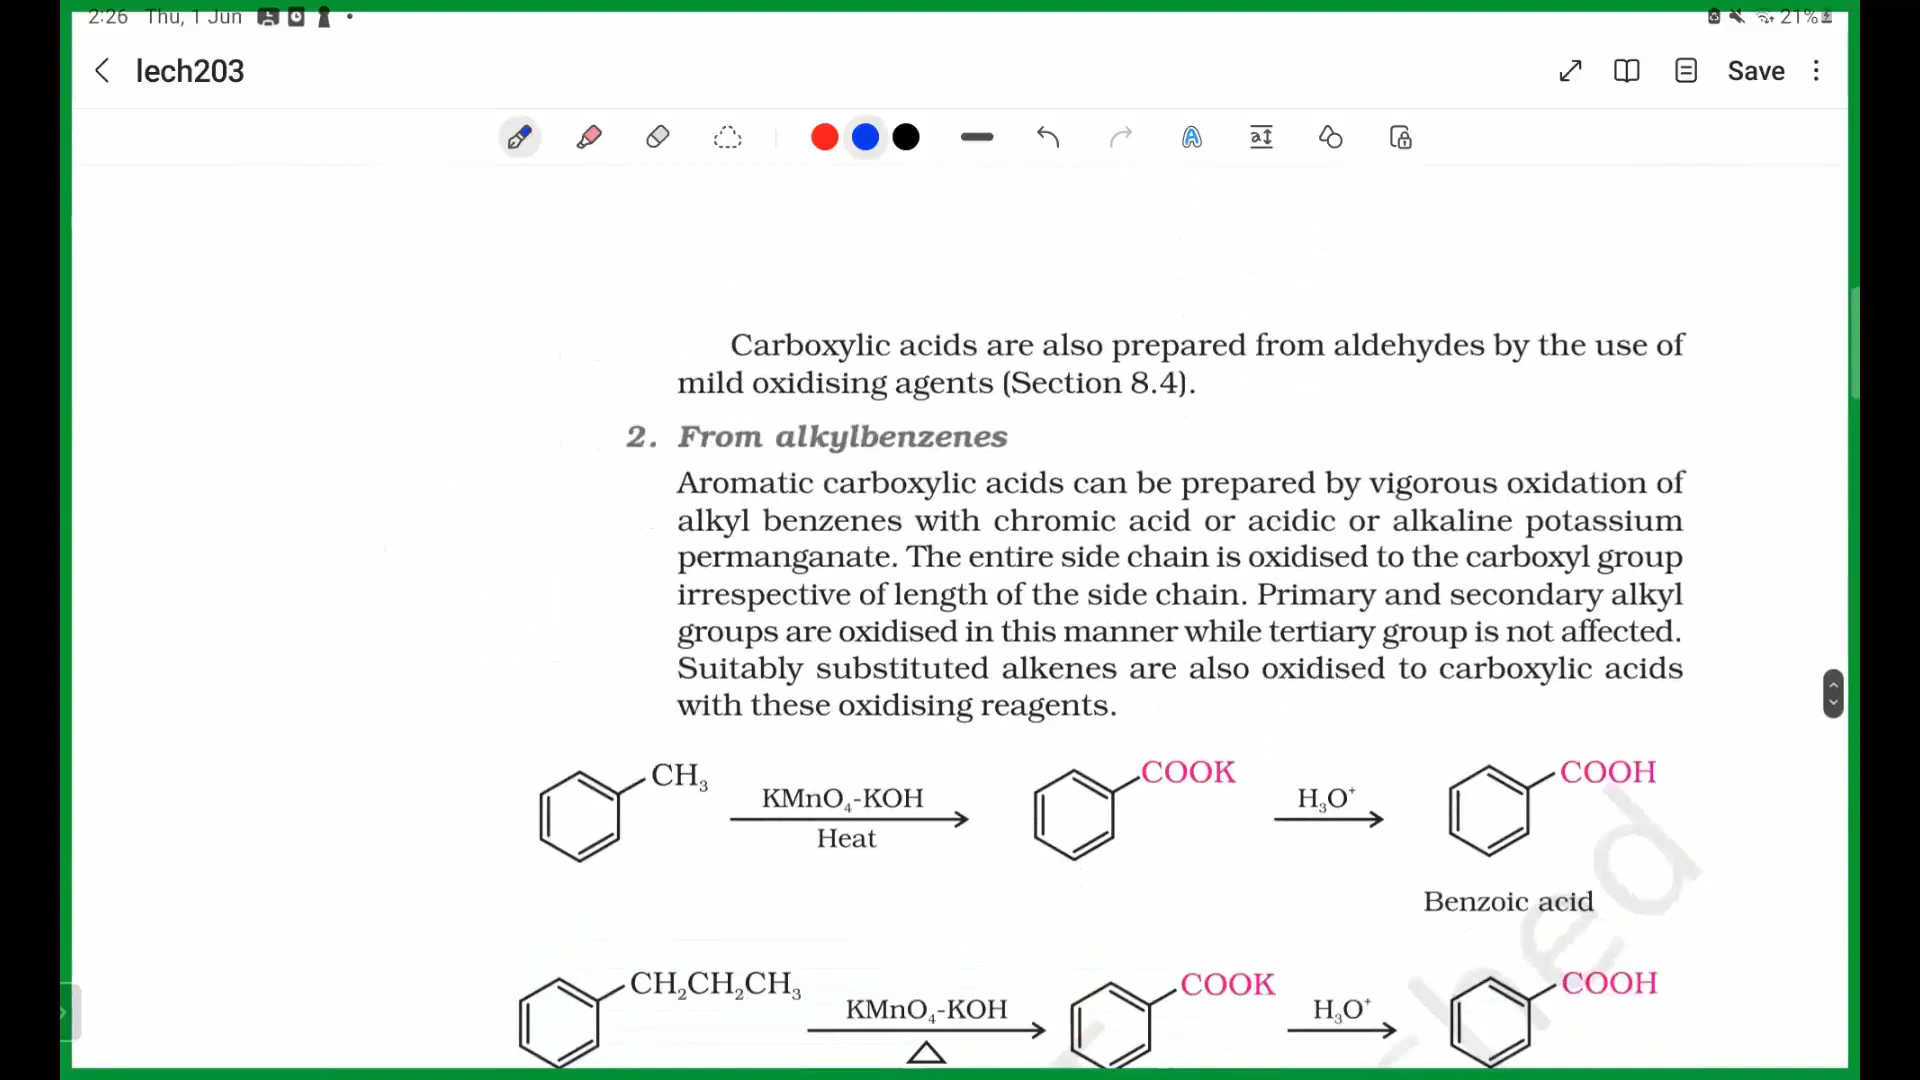 2:26 Thu, 1 Jun
21%
lech203
Save
Carboxylic acids are also prepared from aldehydes by the use of
mild oxidising agents (Section 8.4).
2. From alkylbenzenes
Aromatic carboxylic acids can be prepared by vigorous oxidation of
alkyl benzenes with chromic acid or acidic or alkaline potassium
permanganate. The entire side chain is oxidised to the carboxyl group
irrespective of length of the side chain. Primary and secondary alkyl
groups are oxidised in this manner while tertiary group is not affected.
Suitably substituted alkenes are also oxidised to carboxylic acids
with these oxidising reagents.
CH₃ KMnO₄-KOH COOK H₃O⁺ COOH
Heat
Benzoic acid
CH₂CH₂CH₃ KMnO₄-KOH COOK H₃O⁺ COOH